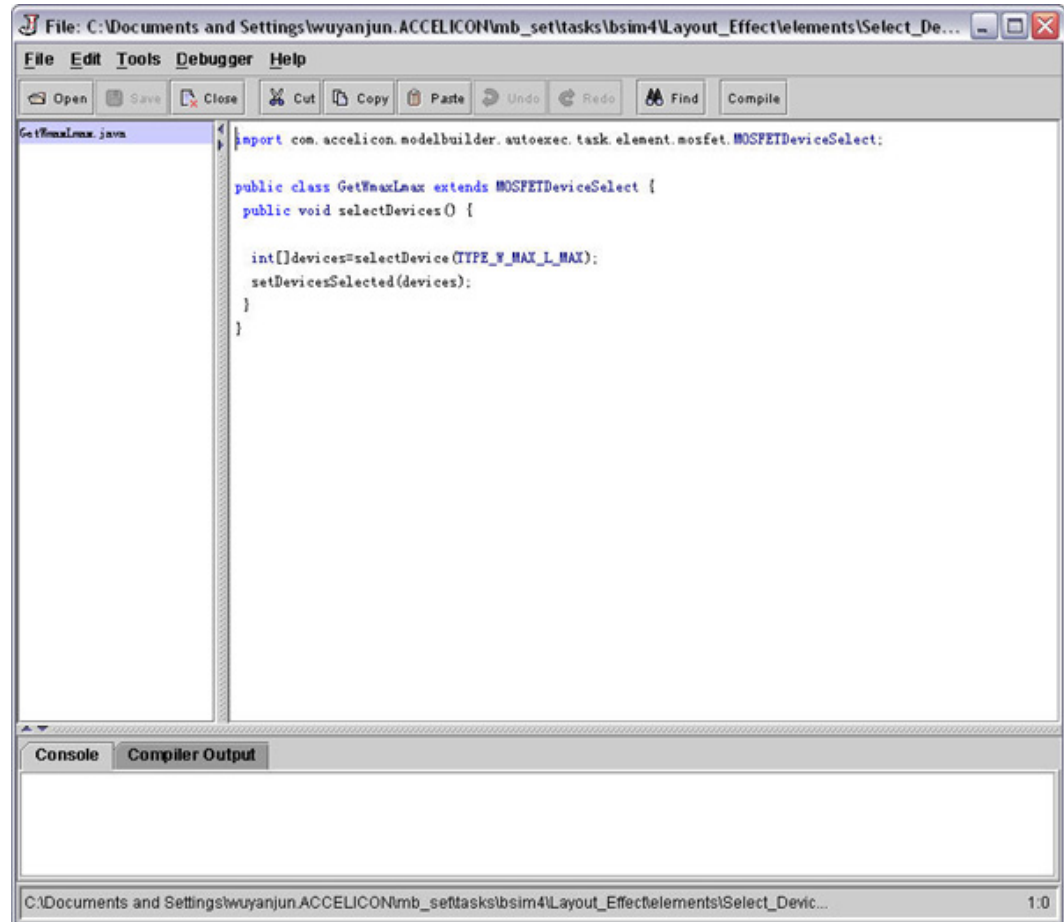 File: C:\Documents and Settings\wuyanjun.ACCELICON\mb_set\tasks\bsim4\Layout_Effect\elements\Select_De...
File Edit Tools Debugger Help
Open Save Close Cut Copy Paste Undo Redo Find Compile
GetWmaxLmax.java
import com.accelicon.modelbuilder.autoexec.task.element.mosfet.MOSFETDeviceSelect;
public class GetWmaxLmax extends MOSFETDeviceSelect {
public void selectDevices() {
int[]devices=selectDevice(TYPE_W_MAX_L_MAX);
setDevicesSelected(devices);
}
}
Console Compiler Output
C:\Documents and Settings\wuyanjun.ACCELICON\mb_set\tasks\bsim4\Layout_Effect\elements\Select_Devic... 1:0